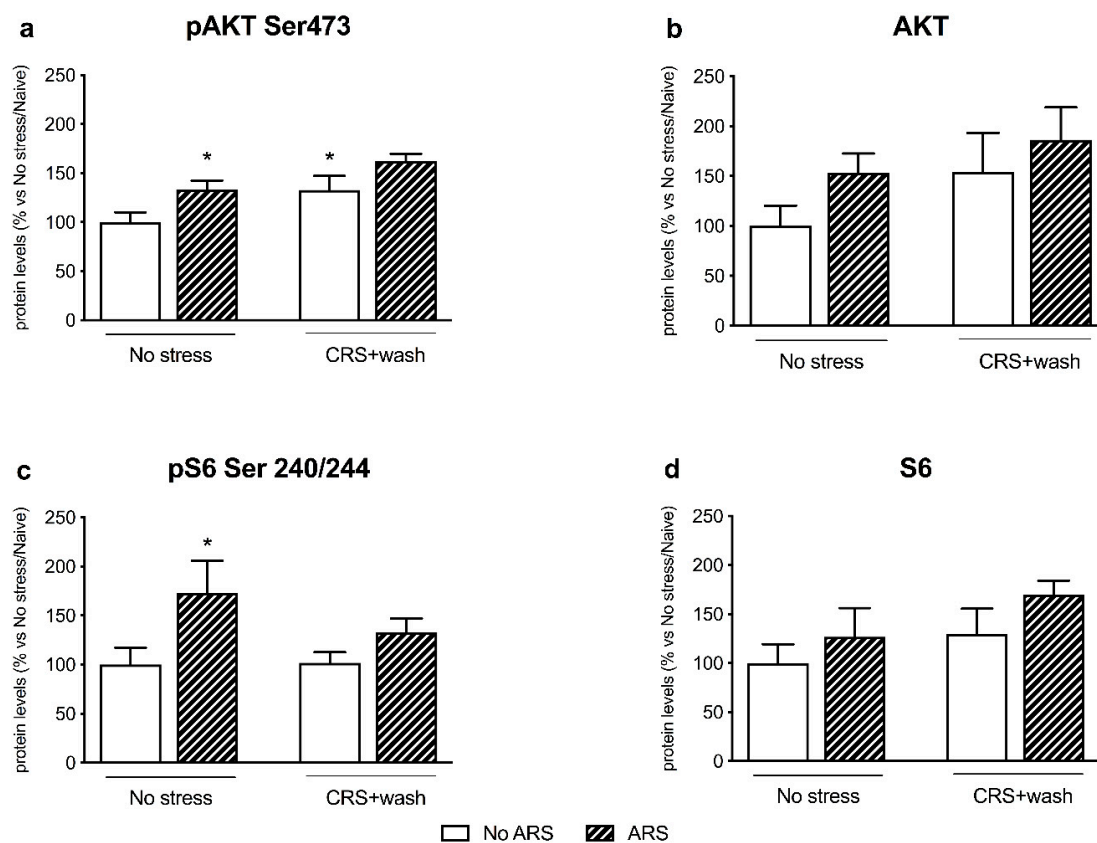 a
pAKT Ser473
protein levels (% vs No stress/Naive)
250
200
150
100
50
0
*
*
No stress
CRS+wash
b
AKT
protein levels (% vs No stress/Naive)
250
200
150
100
50
0
No stress
CRS+wash
c
pS6 Ser 240/244
protein levels (% vs No stress/Naive)
250
200
150
100
50
0
*
No stress
CRS+wash
d
S6
protein levels (% vs No stress/Naive)
250
200
150
100
50
0
No stress
CRS+wash
No ARS
ARS